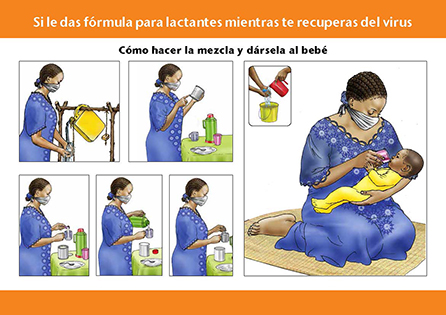 Si le das fórmula para lactantes mientras te recuperas del virus
Cómo hacer la mezcla y dársela al bebé